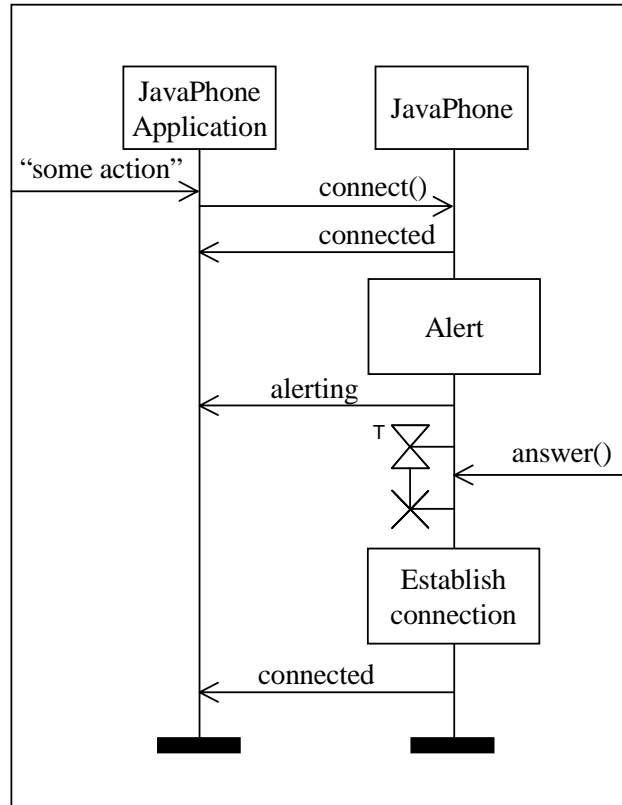 JavaPhone
Application
JavaPhone
“some action”
connect()
connected
Alert
alerting
T
answer()
Establish
connection
connected